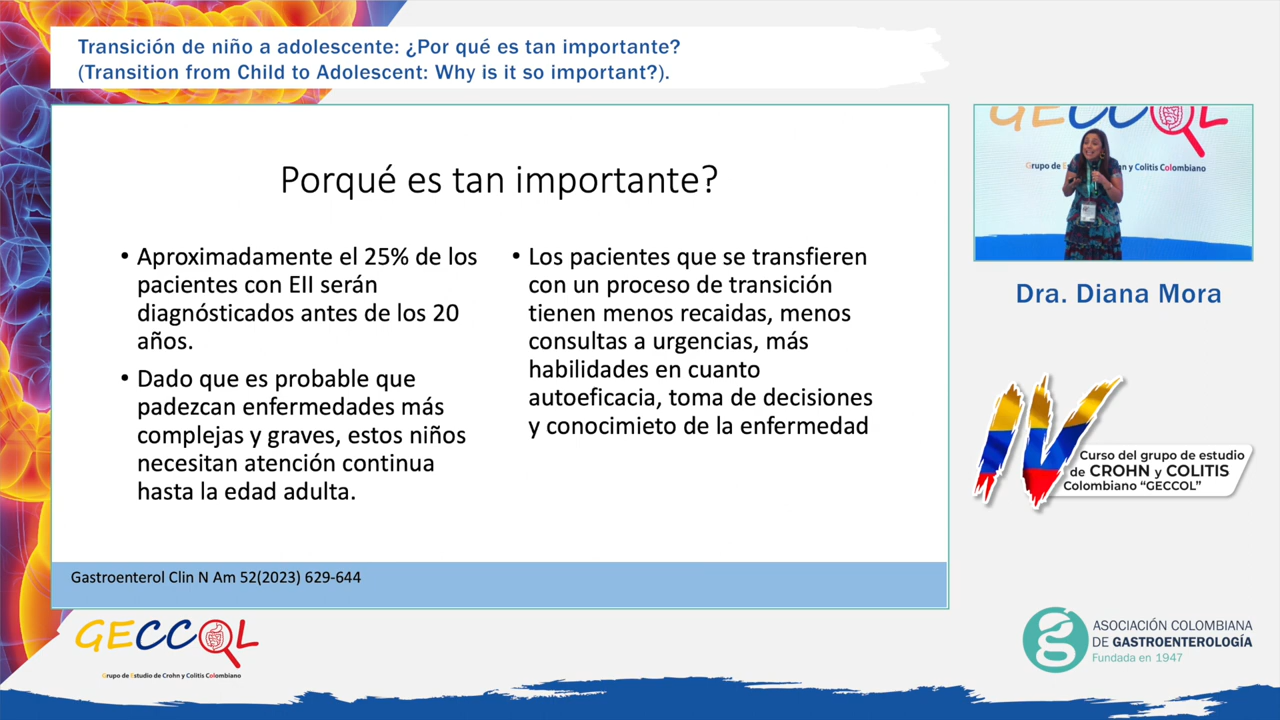 Transición de niño a adolescente: ¿Por qué es tan importante?
(Transition from Child to Adolescent: Why is it so important?).
Porqué es tan importante?
• Aproximadamente el 25% de los
pacientes con EII serán
diagnósticados antes de los 20
años.
• Dado que es probable que
padezcan enfermedades más
complejas y graves, estos niños
necesitan atención continua
hasta la edad adulta.
• Los pacientes que se transfieren
con un proceso de transición
tienen menos recaidas, menos
consultas a urgencias, más
habilidades en cuanto
autoeficacia, toma de decisiones
y conocimieto de la enfermedad
Gastroenterol Clin N Am 52(2023) 629-644
GECCOL
Grupo de Estudio de Crohn y Colitis Colombiano
GECCOL
Grupo de E y Colitis Colombiano
Dra. Diana Mora
IV
Curso del grupo de estudio
de CROHN y COLITIS
Colombiano “GECCOL”
ASOCIACIÓN COLOMBIANA
DE GASTROENTEROLOGÍA
Fundada en 1947